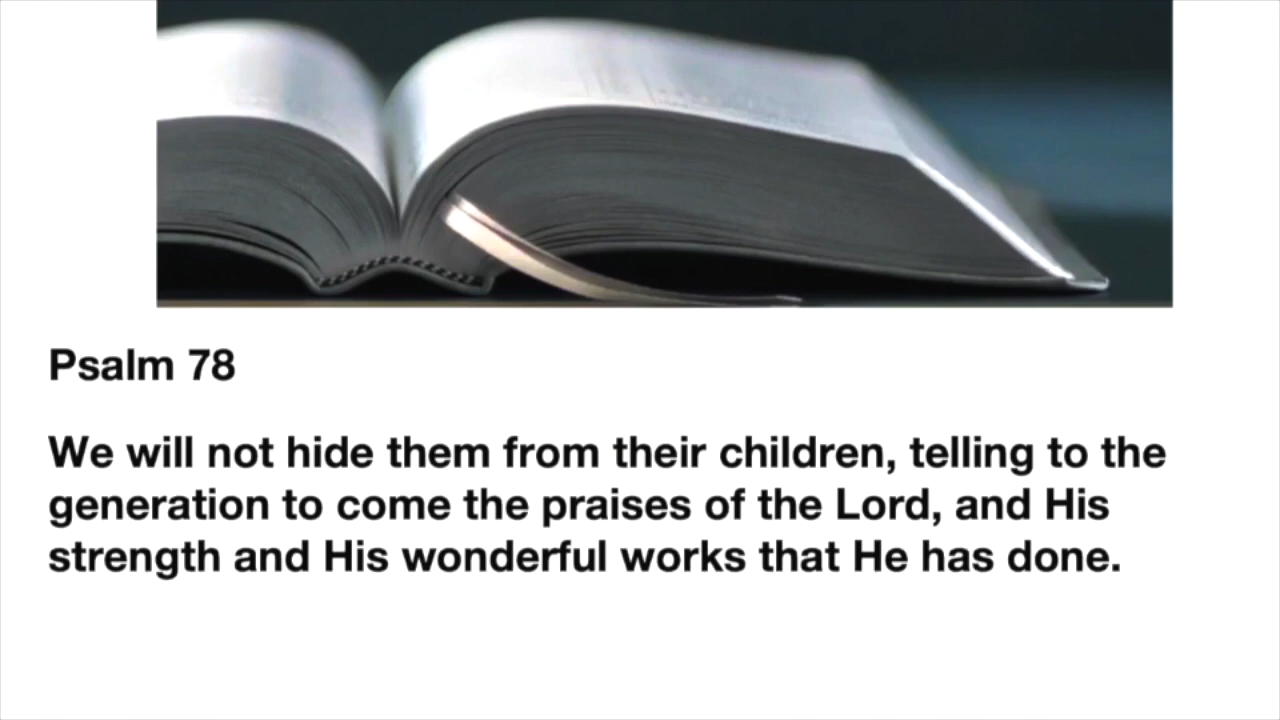 Psalm 78
We will not hide them from their children, telling to the
generation to come the praises of the Lord, and His
strength and His wonderful works that He has done.